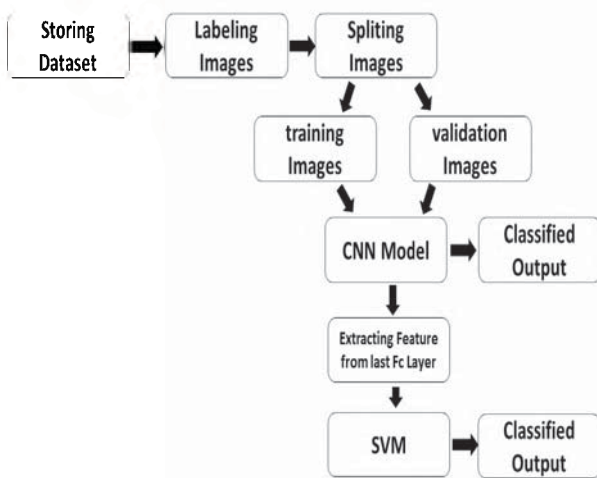 Storing
Dataset
Labeling
Images
Spliting
Images
training
Images
validation
Images
CNN Model
Classified
Output
Extracting Feature
from last Fc Layer
SVM
Classified
Output